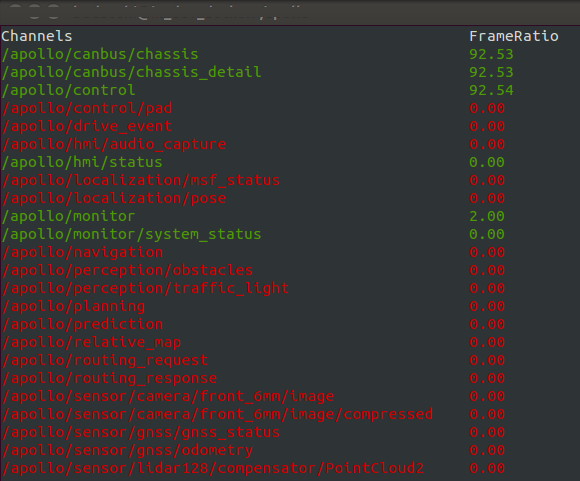 Channels FrameRatio
/apollo/canbus/chassis 92.53
/apollo/canbus/chassis_detail 92.53
/apollo/control 92.54
/apollo/control/pad 0.00
/apollo/drive_event 0.00
/apollo/hmi/audio_capture 0.00
/apollo/hmi/status 0.00
/apollo/localization/msf_status 0.00
/apollo/localization/pose 0.00
/apollo/monitor 2.00
/apollo/monitor/system_status 0.00
/apollo/navigation 0.00
/apollo/perception/obstacles 0.00
/apollo/perception/traffic_light 0.00
/apollo/planning 0.00
/apollo/prediction 0.00
/apollo/relative_map 0.00
/apollo/routing_request 0.00
/apollo/routing_response 0.00
/apollo/sensor/camera/front_6mm/image 0.00
/apollo/sensor/camera/front_6mm/image/compressed 0.00
/apollo/sensor/gnss/gnss_status 0.00
/apollo/sensor/gnss/odometry 0.00
/apollo/sensor/lidar128/compensator/PointCloud2 0.00